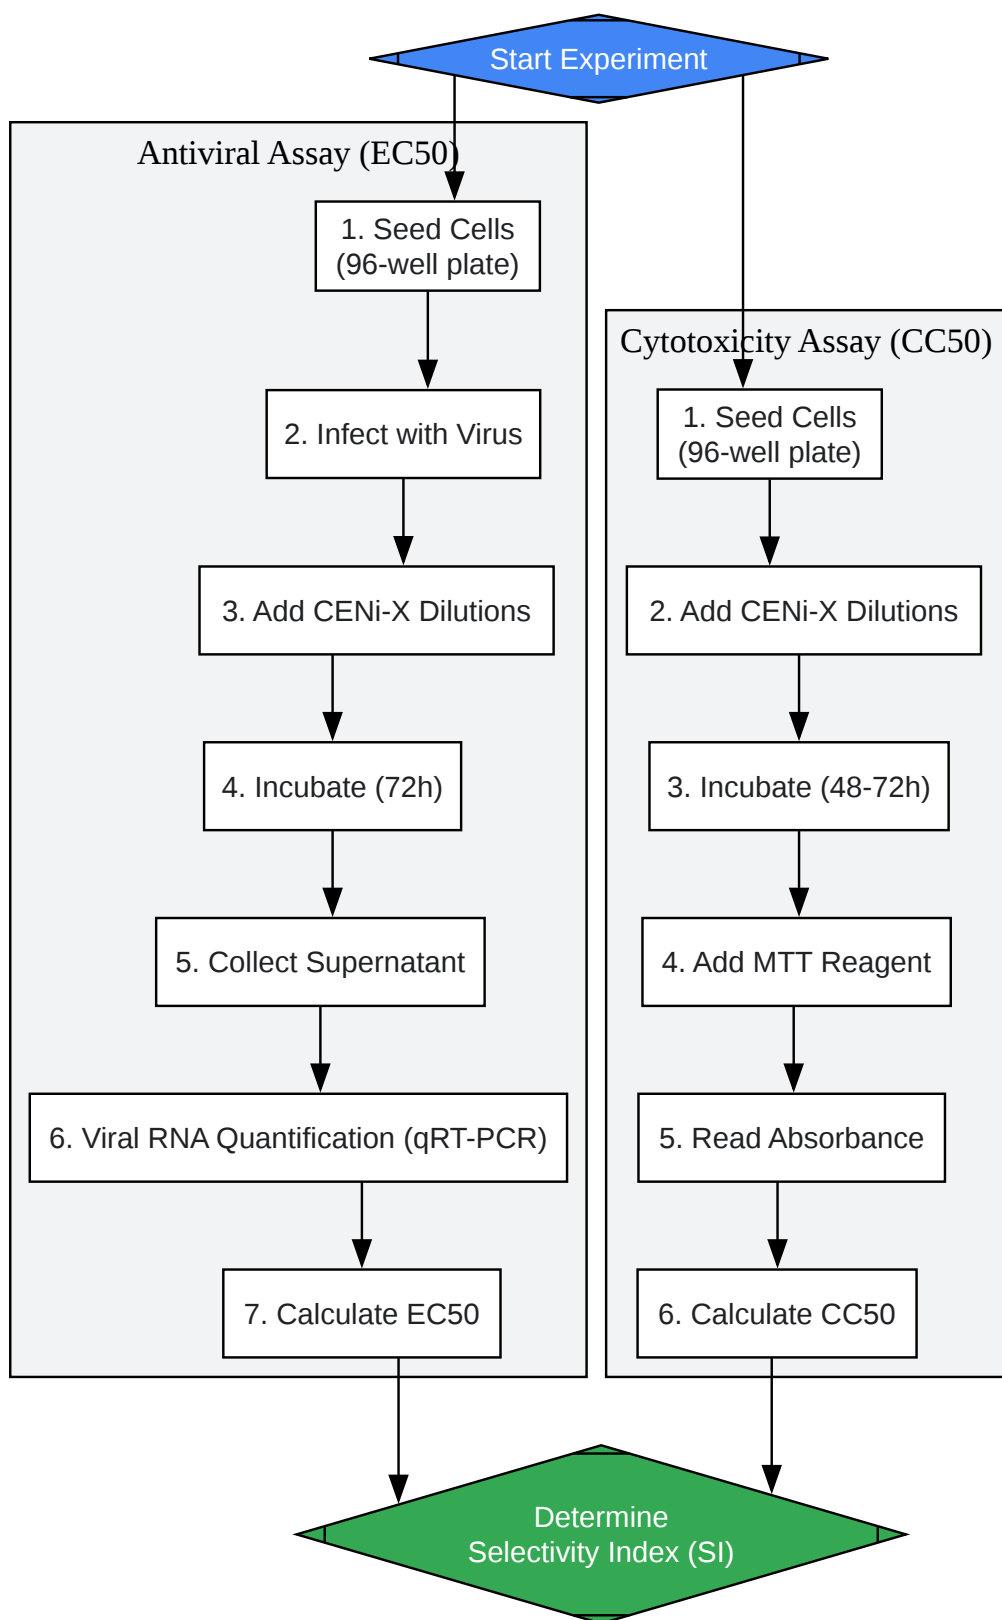 Start Experiment
Antiviral Assay (EC50)
1. Seed Cells
(96-well plate)
2. Infect with Virus
3. Add CENi-X Dilutions
4. Incubate (72h)
5. Collect Supernatant
6. Viral RNA Quantification (qRT-PCR)
7. Calculate EC50
Cytotoxicity Assay (CC50)
1. Seed Cells
(96-well plate)
2. Add CENi-X Dilutions
3. Incubate (48-72h)
4. Add MTT Reagent
5. Read Absorbance
6. Calculate CC50
Determine
Selectivity Index (SI)